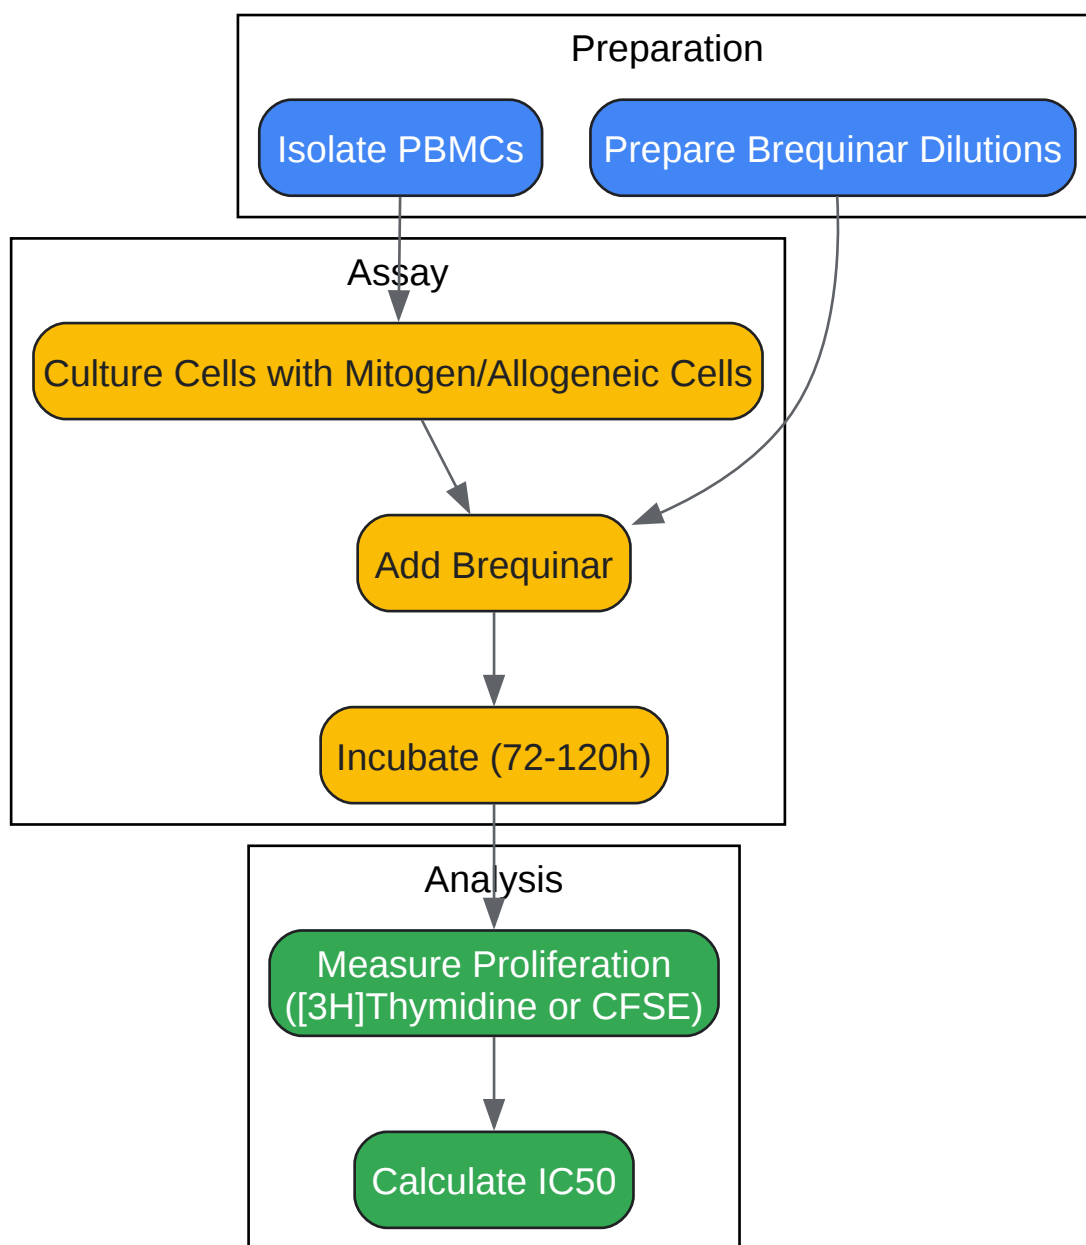 Preparation
Isolate PBMCs
Prepare Brequinar Dilutions
Assay
Culture Cells with Mitogen/Allogeneic Cells
Add Brequinar
Incubate (72-120h)
Analysis
Measure Proliferation
([3H]Thymidine or CFSE)
Calculate IC50